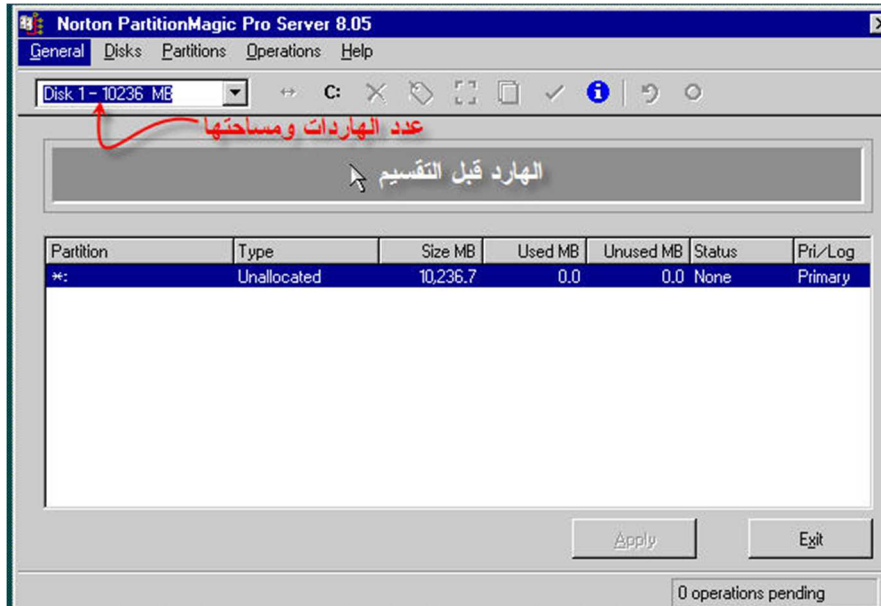 Norton PartitionMagic Pro Server 8.05
General Disks Partitions Operations Help
Disk 1 - 10236 MB C:
عدد الهاردات ومساحتها
الهارد قبل التقسيم
Partition Type Size MB Used MB Unused MB Status Pri/Log
*: Unallocated 10,236.7 0.0 0.0 None Primary
Apply Exit
0 operations pending